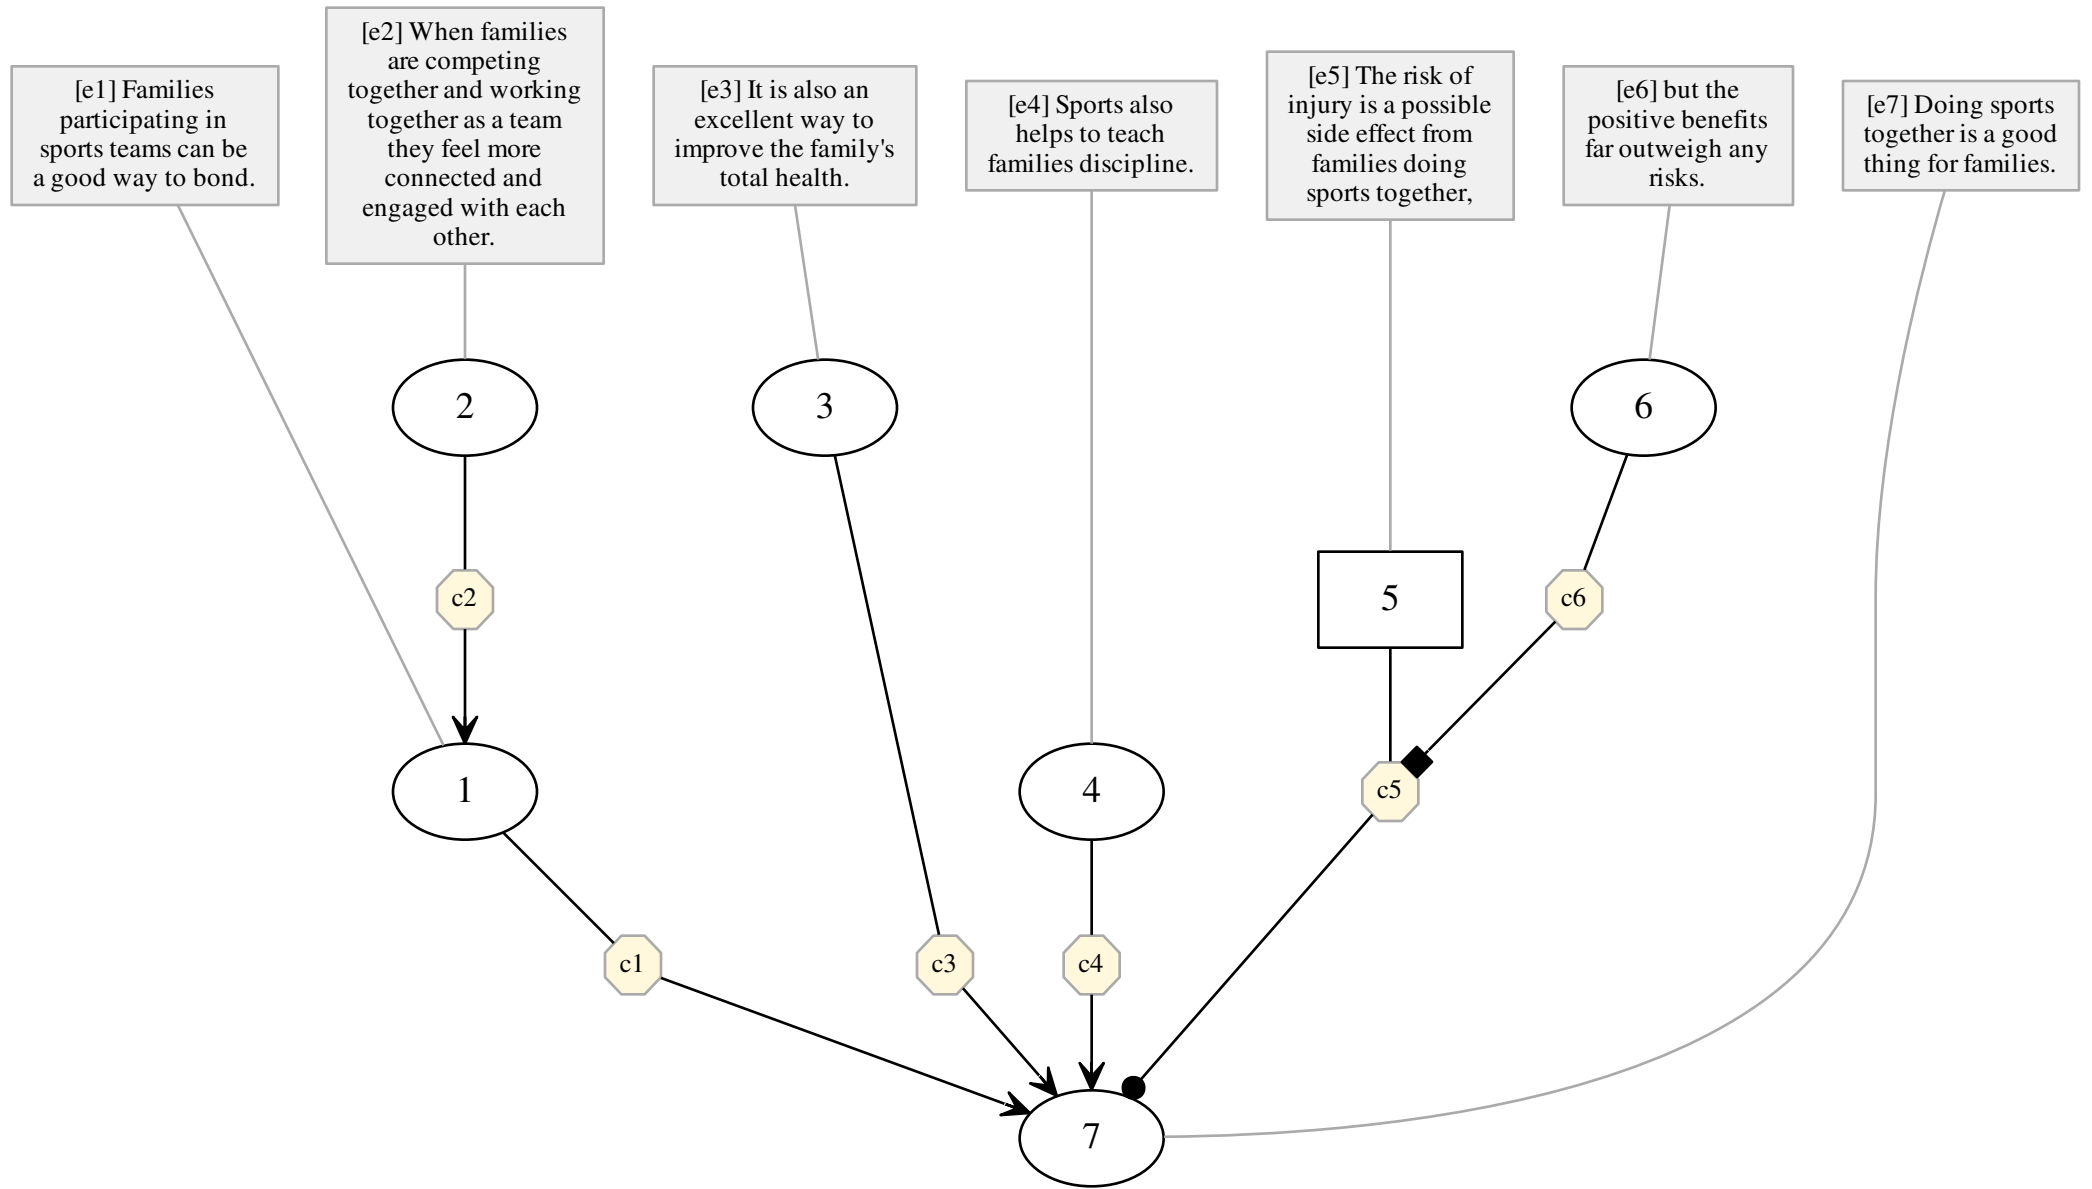 [e1] Families
participating in
sports teams can be
a good way to bond.
[e2] When families
are competing
together and working
together as a team
they feel more
connected and
engaged with each
other.
[e3] It is also an
excellent way to
improve the family's
total health.
[e4] Sports also
helps to teach
families discipline.
[e5] The risk of
injury is a possible
side effect from
families doing
sports together,
[e6] but the
positive benefits
far outweigh any
risks.
[e7] Doing sports
together is a good
thing for families.
2
3
6
c2
5
c6
1
4
c5
c1
c3
c4
7